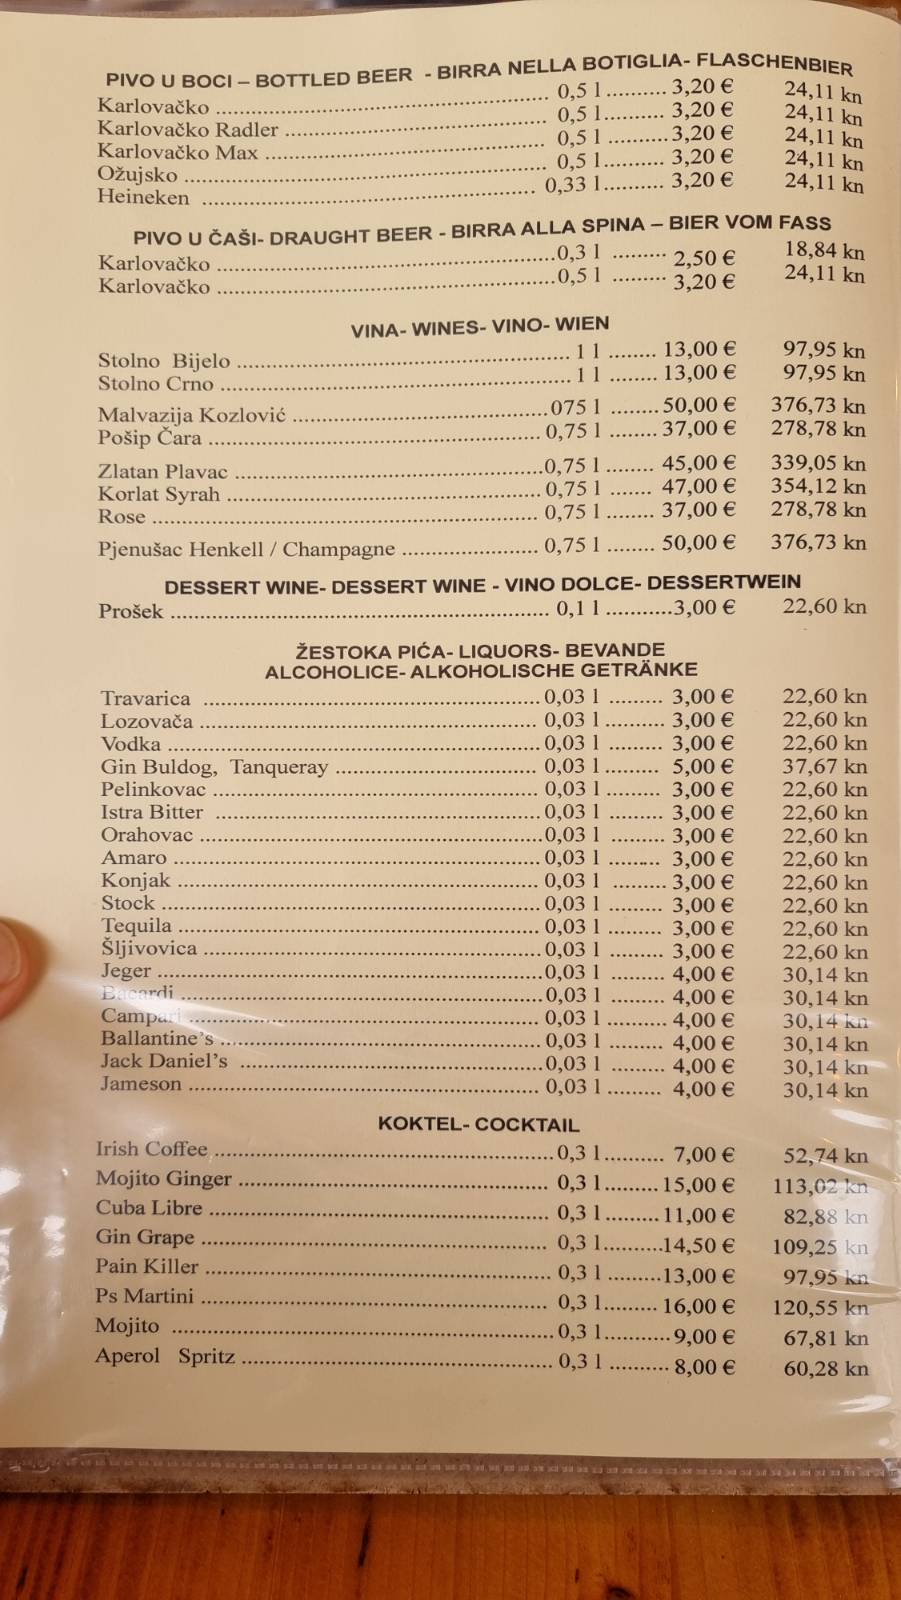 PIVO U BOCI – BOTTLED BEER - BIRRA NELLA BOTIGLIA- FLASCHENBIER
Karlovačko ........ 0,5 l ........ 3,20 € 24,11 kn
Karlovačko Radler ........ 0,5 l ........ 3,20 € 24,11 kn
Karlovačko Max ........ 0,5 l ........ 3,20 € 24,11 kn
Ožujsko ........ 0,5 l ........ 3,20 € 24,11 kn
Heineken ........ 0,33 l ........ 3,20 € 24,11 kn
PIVO U ČAŠI- DRAUGHT BEER - BIRRA ALLA SPINA – BIER VOM FASS
Karlovačko ........ 0,3 l ........ 2,50 € 18,84 kn
Karlovačko ........ 0,5 l ........ 3,20 € 24,11 kn
VINA- WINES- VINO- WIEN
Stolno Bijelo ........ 1 l ........ 13,00 € 97,95 kn
Stolno Crno ........ 1 l ........ 13,00 € 97,95 kn
Malvazija Kozlović ........ 075 l ........ 50,00 € 376,73 kn
Pošip Čara ........ 0,75 l ........ 37,00 € 278,78 kn
Zlatan Plavac ........ 0,75 l ........ 45,00 € 339,05 kn
Korlat Syrah ........ 0,75 l ........ 47,00 € 354,12 kn
Rose ........ 0,75 l ........ 37,00 € 278,78 kn
Pjenušac Henkell / Champagne ........ 0,75 l ........ 50,00 € 376,73 kn
DESSERT WINE- DESSERT WINE - VINO DOLCE- DESSERTWEIN
Prošek ........ 0,1 l ........ 3,00 € 22,60 kn
ŽESTOKA PIĆA- LIQUORS- BEVANDE
ALCOHOLICE- ALKOHOLISCHE GETRÄNKE
Travarica ........ 0,03 l ........ 3,00 € 22,60 kn
Lozovača ........ 0,03 l ........ 3,00 € 22,60 kn
Vodka ........ 0,03 l ........ 3,00 € 22,60 kn
Gin Buldog, Tanqueray ........ 0,03 l ........ 5,00 € 37,67 kn
Pelinkovac ........ 0,03 l ........ 3,00 € 22,60 kn
Istra Bitter ........ 0,03 l ........ 3,00 € 22,60 kn
Orahovac ........ 0,03 l ........ 3,00 € 22,60 kn
Amaro ........ 0,03 l ........ 3,00 € 22,60 kn
Konjak ........ 0,03 l ........ 3,00 € 22,60 kn
Stock ........ 0,03 l ........ 3,00 € 22,60 kn
Tequila ........ 0,03 l ........ 3,00 € 22,60 kn
Šljivovica ........ 0,03 l ........ 3,00 € 22,60 kn
Jeger ........ 0,03 l ........ 4,00 € 30,14 kn
Bacardi ........ 0,03 l ........ 4,00 € 30,14 kn
Campari ........ 0,03 l ........ 4,00 € 30,14 kn
Ballantine's ........ 0,03 l ........ 4,00 € 30,14 kn
Jack Daniel's ........ 0,03 l ........ 4,00 € 30,14 kn
Jameson ........ 0,03 l ........ 4,00 € 30,14 kn
KOKTEL- COCKTAIL
Irish Coffee ........ 0,3 l ........ 7,00 € 52,74 kn
Mojito Ginger ........ 0,3 l ........ 15,00 € 113,02 kn
Cuba Libre ........ 0,3 l ........ 11,00 € 82,88 kn
Gin Grape ........ 0,3 l ........ 14,50 € 109,25 kn
Pain Killer ........ 0,3 l ........ 13,00 € 97,95 kn
Ps Martini ........ 0,3 l ........ 16,00 € 120,55 kn
Mojito ........ 0,3 l ........ 9,00 € 67,81 kn
Aperol Spritz ........ 0,3 l ........ 8,00 € 60,28 kn